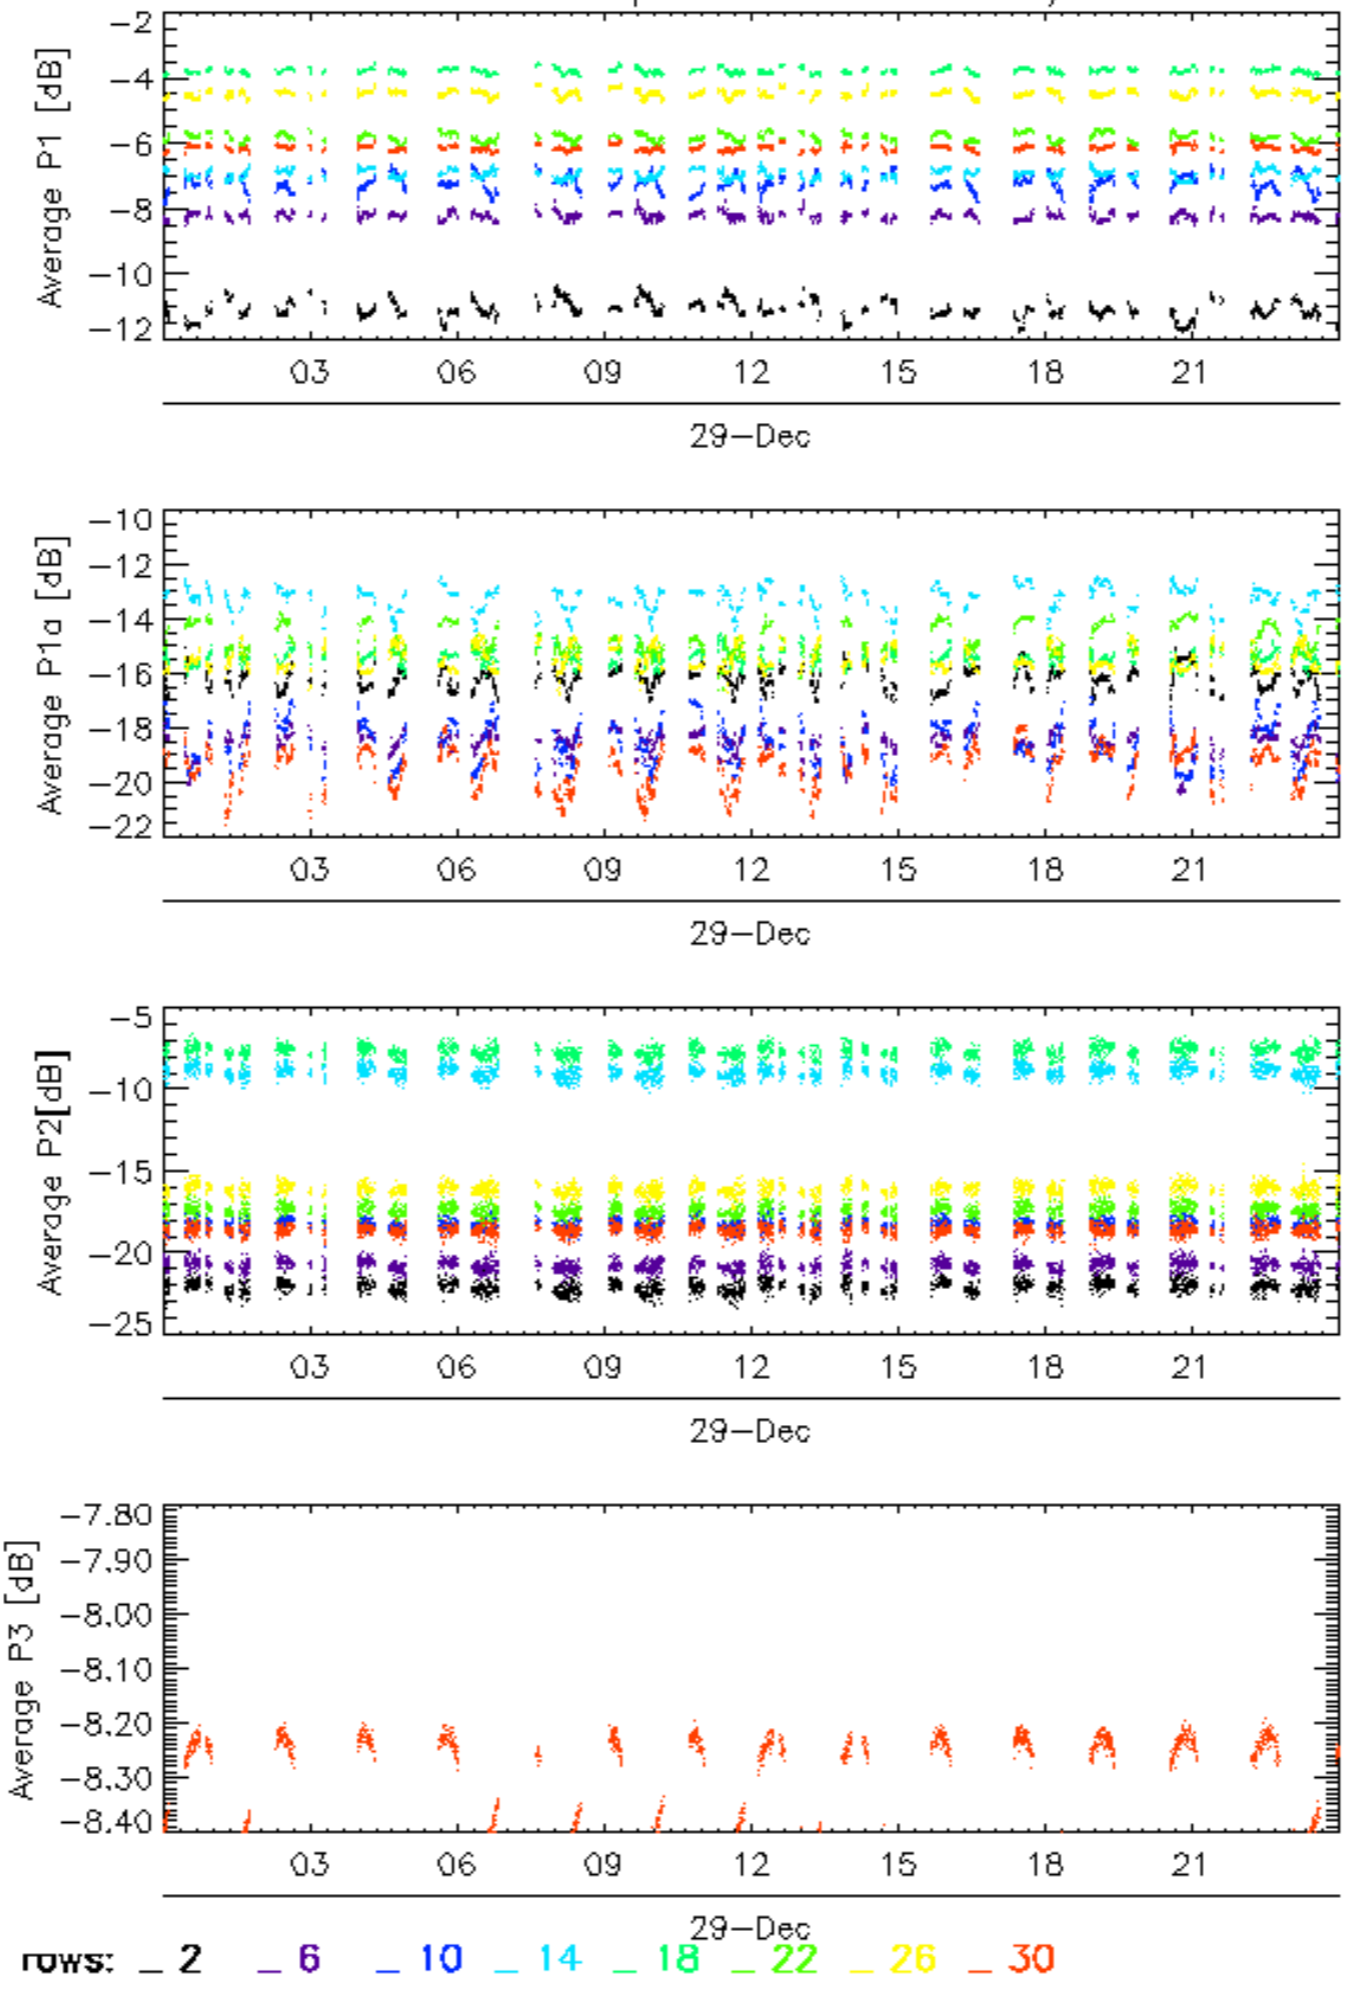 Average P1 [dB]
-2
-4
-6
-8
-10
-12
03 06 09 12 15 18 21
29-Dec
Average P1a [dB]
-10
-12
-14
-16
-18
-20
-22
03 06 09 12 15 18 21
29-Dec
Average P2[dB]
-5
-10
-15
-20
-25
03 06 09 12 15 18 21
29-Dec
Average P3 [dB]
-7.80
-7.90
-8.00
-8.10
-8.20
-8.30
-8.40
03 06 09 12 15 18 21
29-Dec
rows: _ 2 _ 6 _ 10 _ 14 _ 18 _ 22 _ 26 _ 30